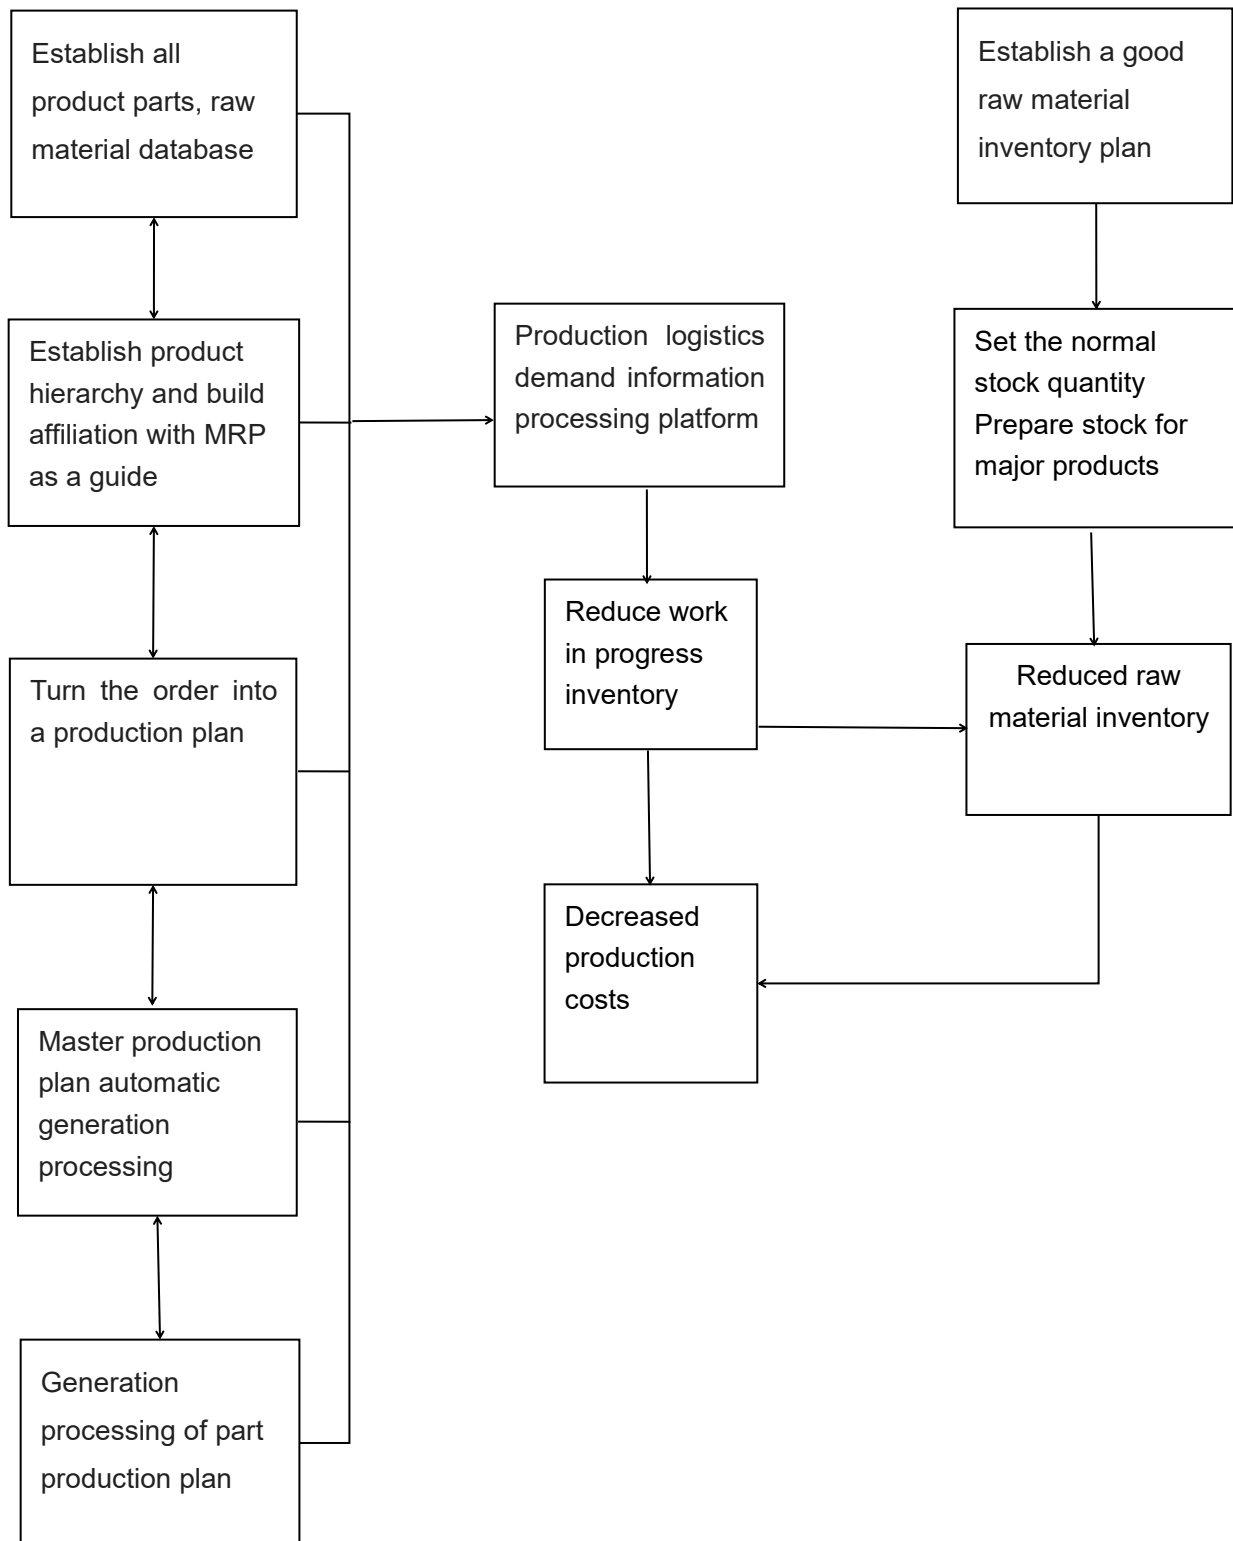 Establish all
product parts, raw
material database
Establish product
hierarchy and build
affiliation with MRP
as a guide
Turn the order into
a production plan
Master production
plan automatic
generation
processing
Generation
processing of part
production plan
Production logistics
demand information
processing platform
Reduce work
in progress
inventory
Decreased
production
costs
Establish a good
raw material
inventory plan
Set the normal
stock quantity
Prepare stock for
major products
Reduced raw
material inventory